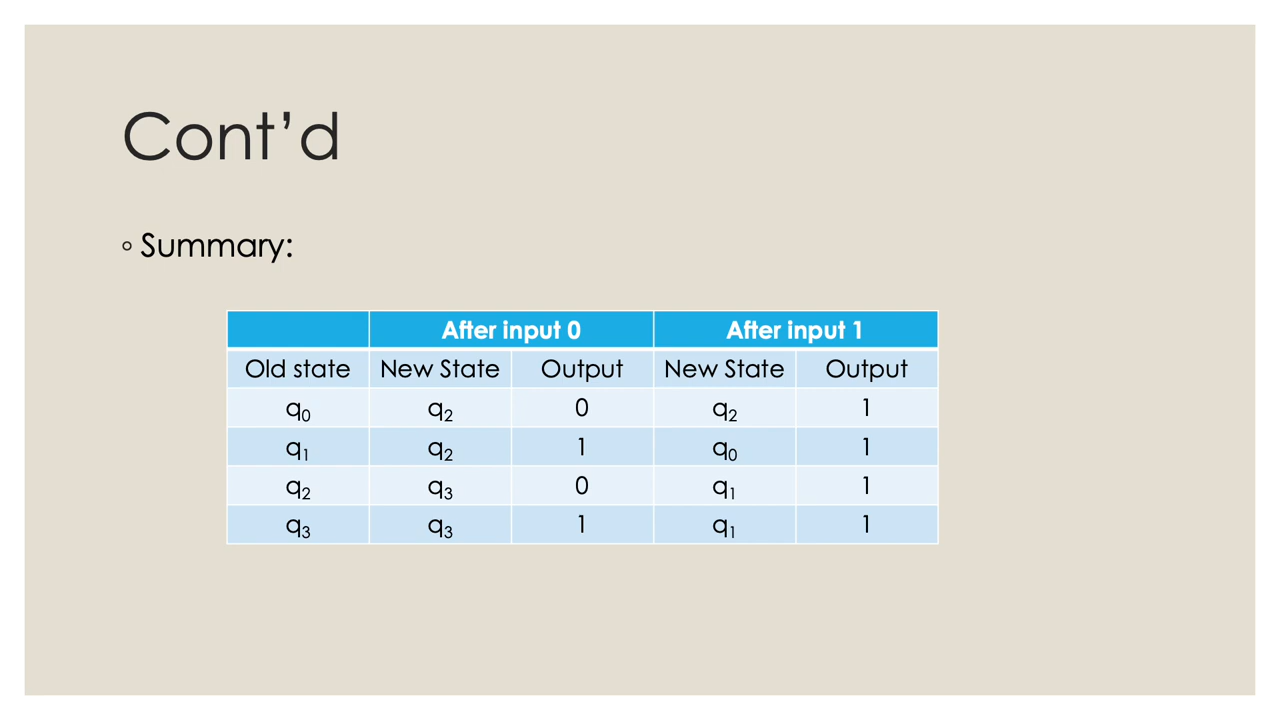 Cont’d
◦ Summary:
After input 0 After input 1
Old state New State Output New State Output
q₀ q₂ 0 q₂ 1
q₁ q₂ 1 q₀ 1
q₂ q₃ 0 q₁ 1
q₃ q₃ 1 q₁ 1